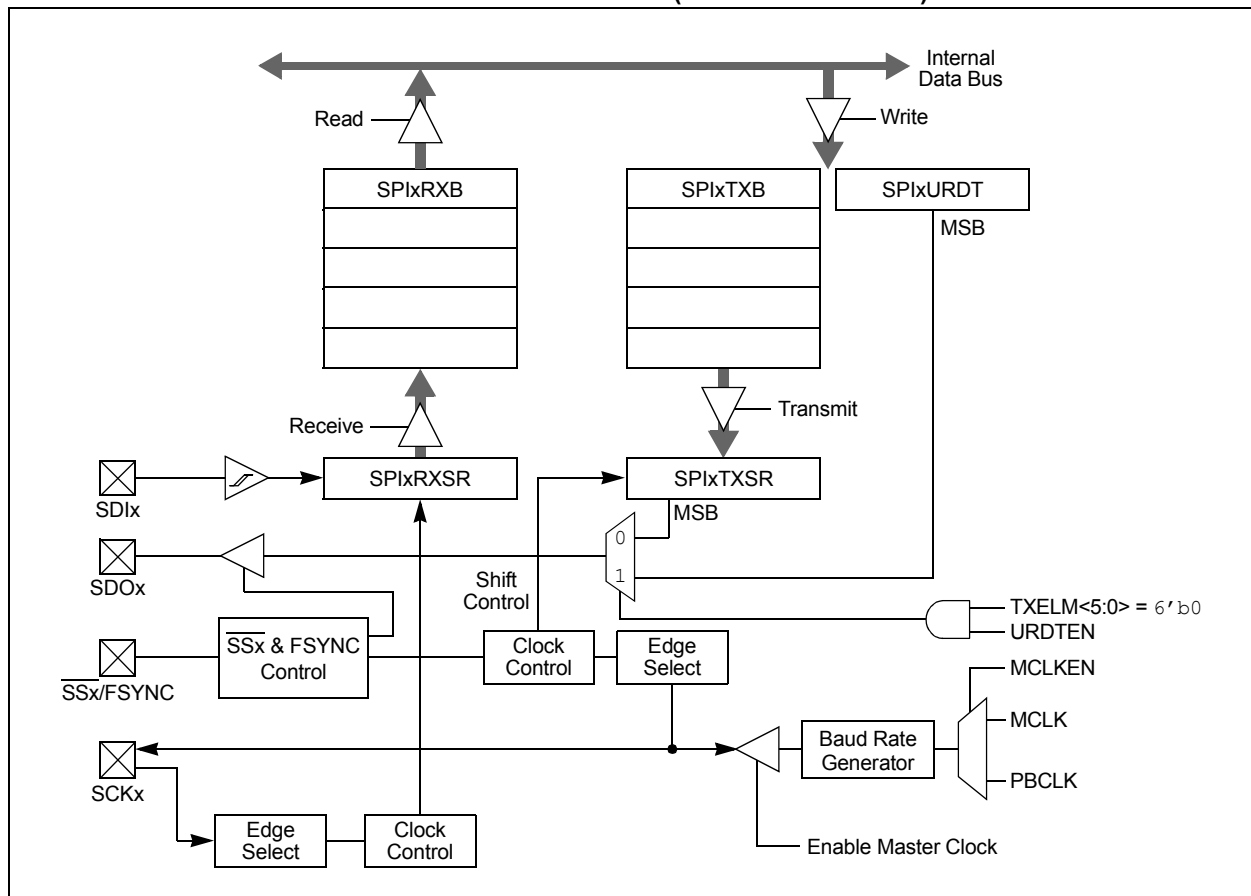 Internal
Data Bus
Read
Write
SPIxRXB
SPIxTXB
SPIxURDT
MSB
Receive
Transmit
SPIxRXSR
SPIxTXSR
SDIx
MSB
0
SDOx
1
Shift
Control
TXELM<5:0> = 6'b0
URDTEN
SSx & FSYNC
Control
Clock
Control
Edge
Select
SSx/FSYNC
MCLKEN
MCLK
Baud Rate
Generator
SCKx
PBCLK
Edge
Select
Clock
Control
Enable Master Clock